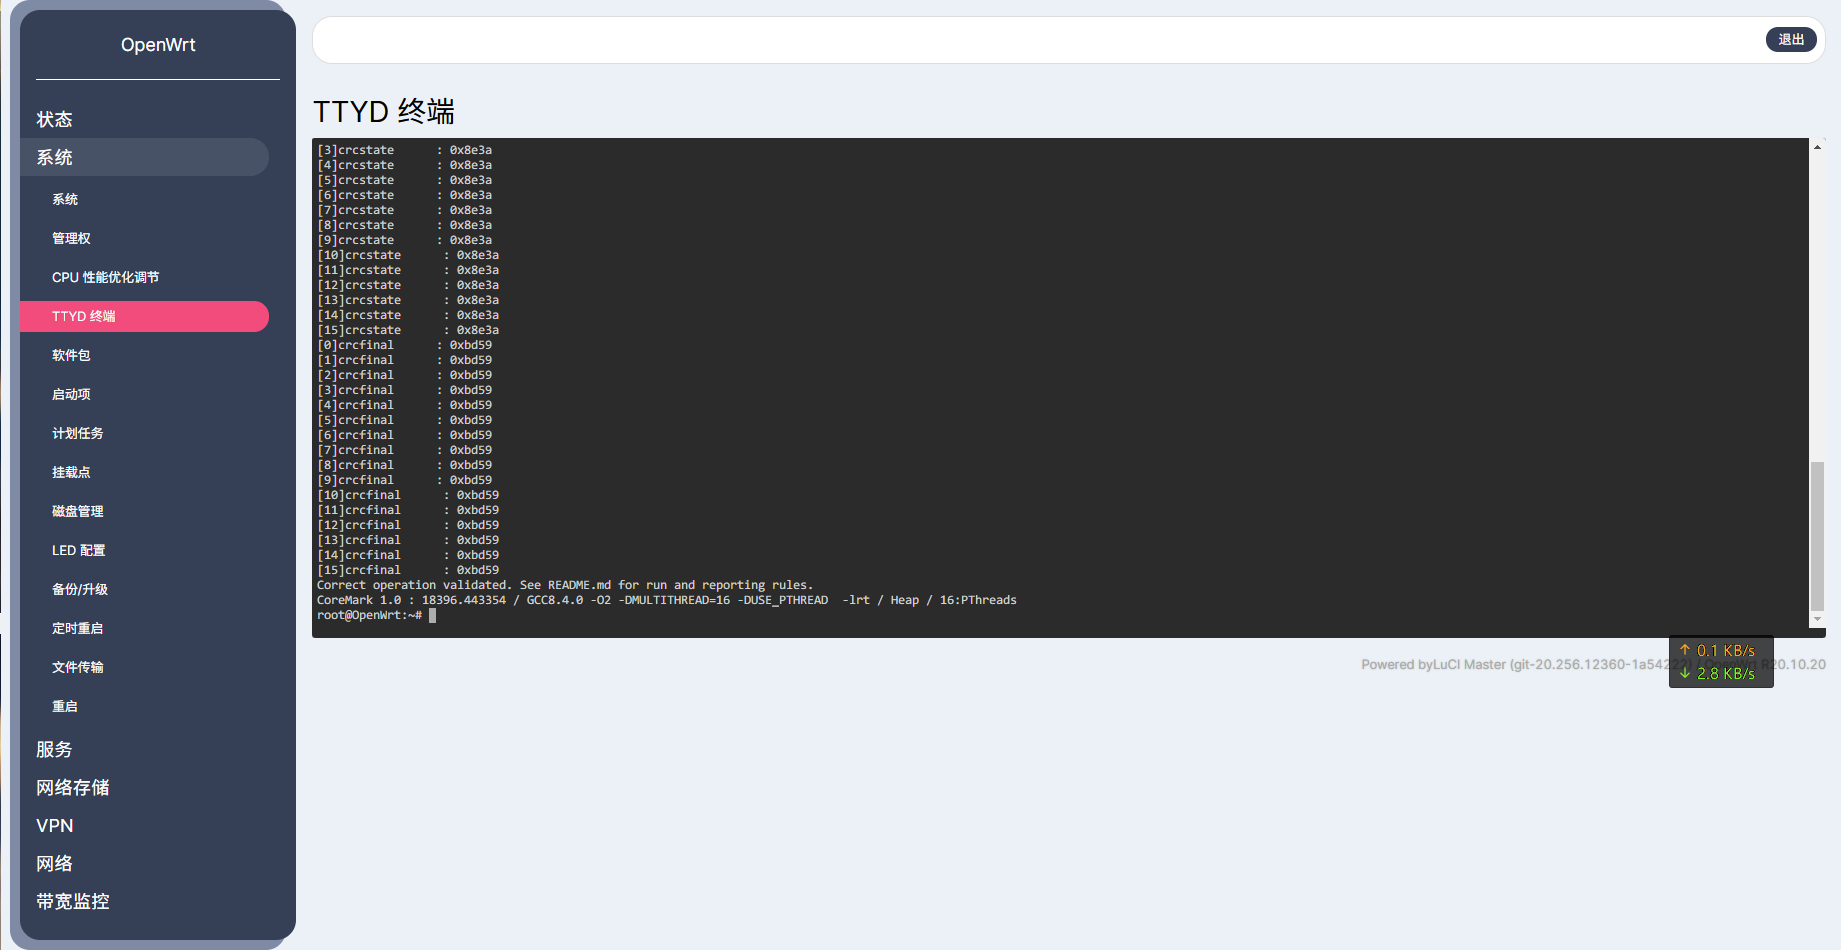 OpenWrt
状态
系统
系统
管理权
CPU 性能优化调节
TTYD 终端
软件包
启动项
计划任务
挂载点
磁盘管理
LED 配置
备份/升级
定时重启
文件传输
重启
服务
网络存储
VPN
网络
带宽监控
退出
TTYD 终端
[3]crcstate      : 0x8e3a
[4]crcstate      : 0x8e3a
[5]crcstate      : 0x8e3a
[6]crcstate      : 0x8e3a
[7]crcstate      : 0x8e3a
[8]crcstate      : 0x8e3a
[9]crcstate      : 0x8e3a
[10]crcstate      : 0x8e3a
[11]crcstate      : 0x8e3a
[12]crcstate      : 0x8e3a
[13]crcstate      : 0x8e3a
[14]crcstate      : 0x8e3a
[15]crcstate      : 0x8e3a
[0]crcfinal      : 0xbd59
[1]crcfinal      : 0xbd59
[2]crcfinal      : 0xbd59
[3]crcfinal      : 0xbd59
[4]crcfinal      : 0xbd59
[5]crcfinal      : 0xbd59
[6]crcfinal      : 0xbd59
[7]crcfinal      : 0xbd59
[8]crcfinal      : 0xbd59
[9]crcfinal      : 0xbd59
[10]crcfinal      : 0xbd59
[11]crcfinal      : 0xbd59
[12]crcfinal      : 0xbd59
[13]crcfinal      : 0xbd59
[14]crcfinal      : 0xbd59
[15]crcfinal      : 0xbd59
Correct operation validated. See README.md for run and reporting rules.
CoreMark 1.0 : 18396.443354 / GCC8.4.0 -O2 -DMULTITHREAD=16 -DUSE_PTHREAD  -lrt / Heap / 16:PThreads
root@OpenWrt:~#
Powered byLuCI Master / OpenWrt R20.10.20
↑ 0.1 KB/s
↓ 2.8 KB/s